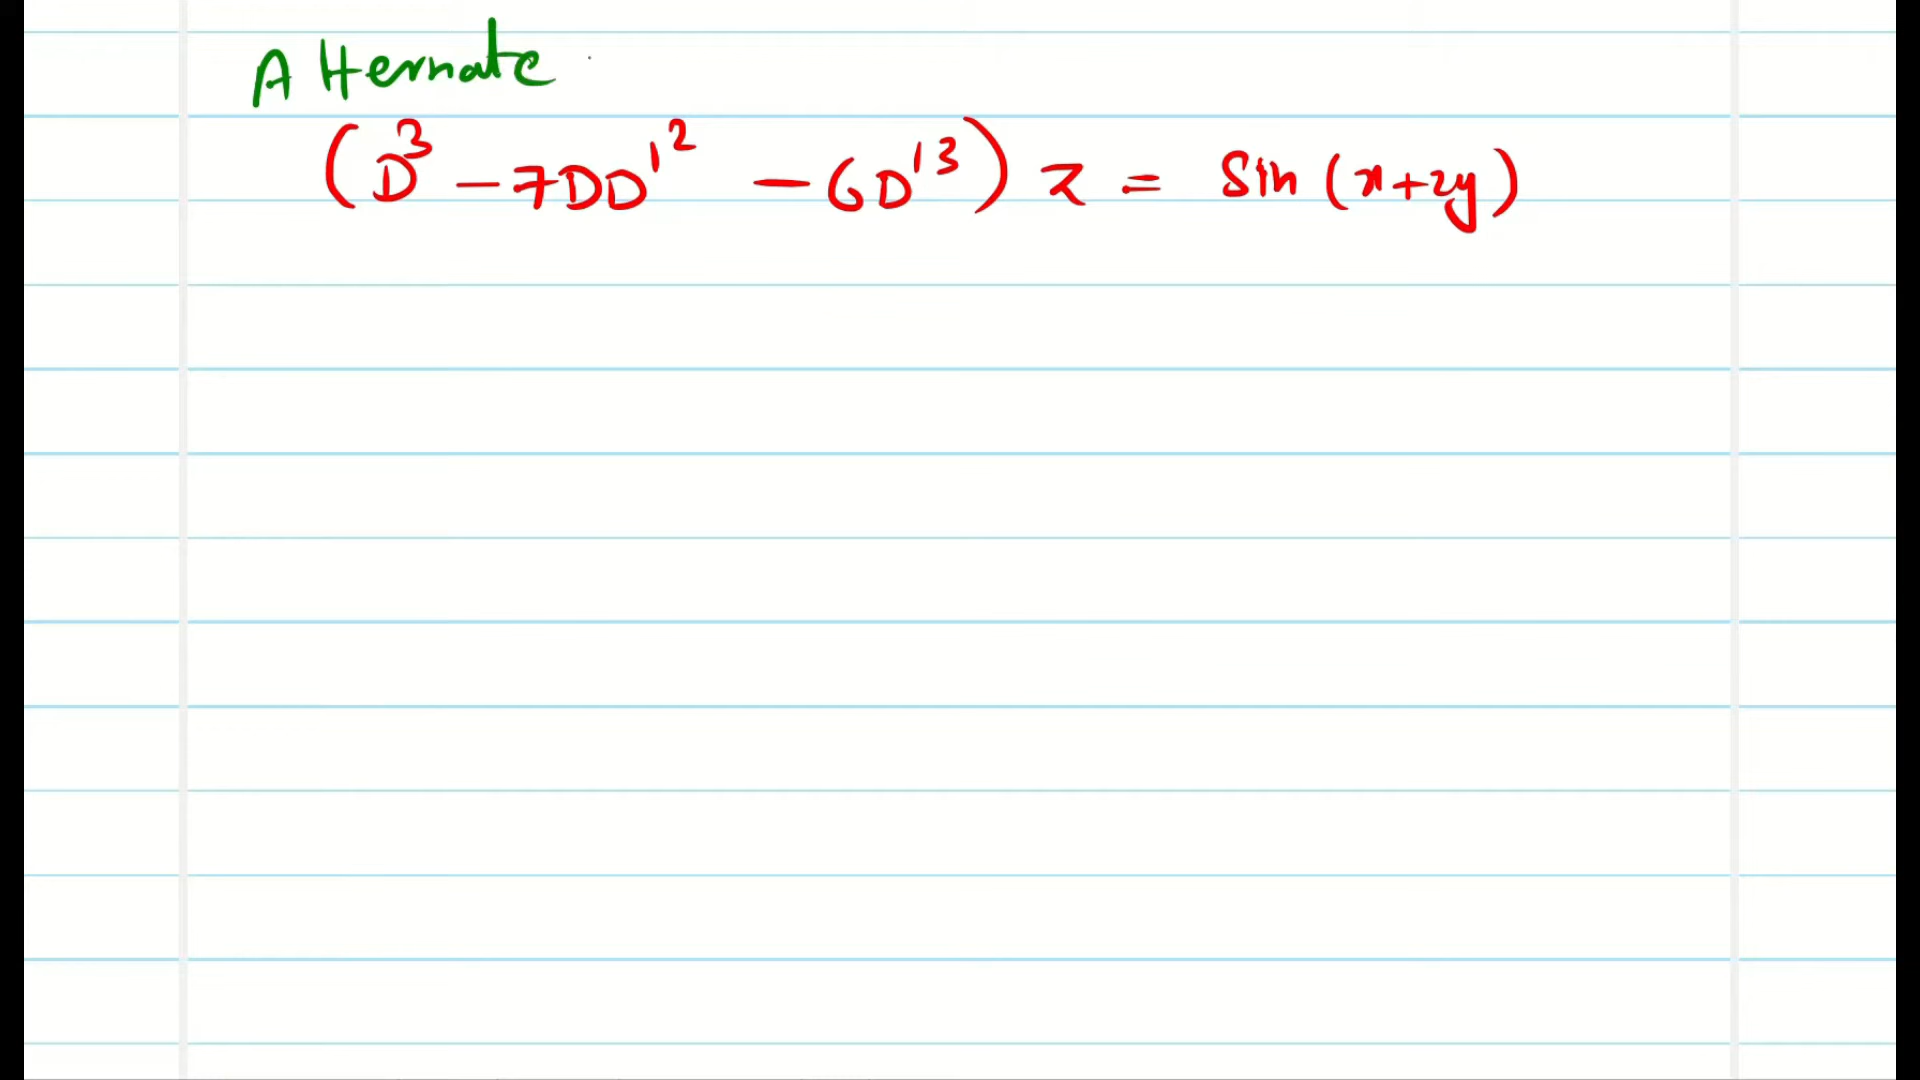 Alternate
(D³ - 7DD'² - 6D'³) z = Sin (x+2y)